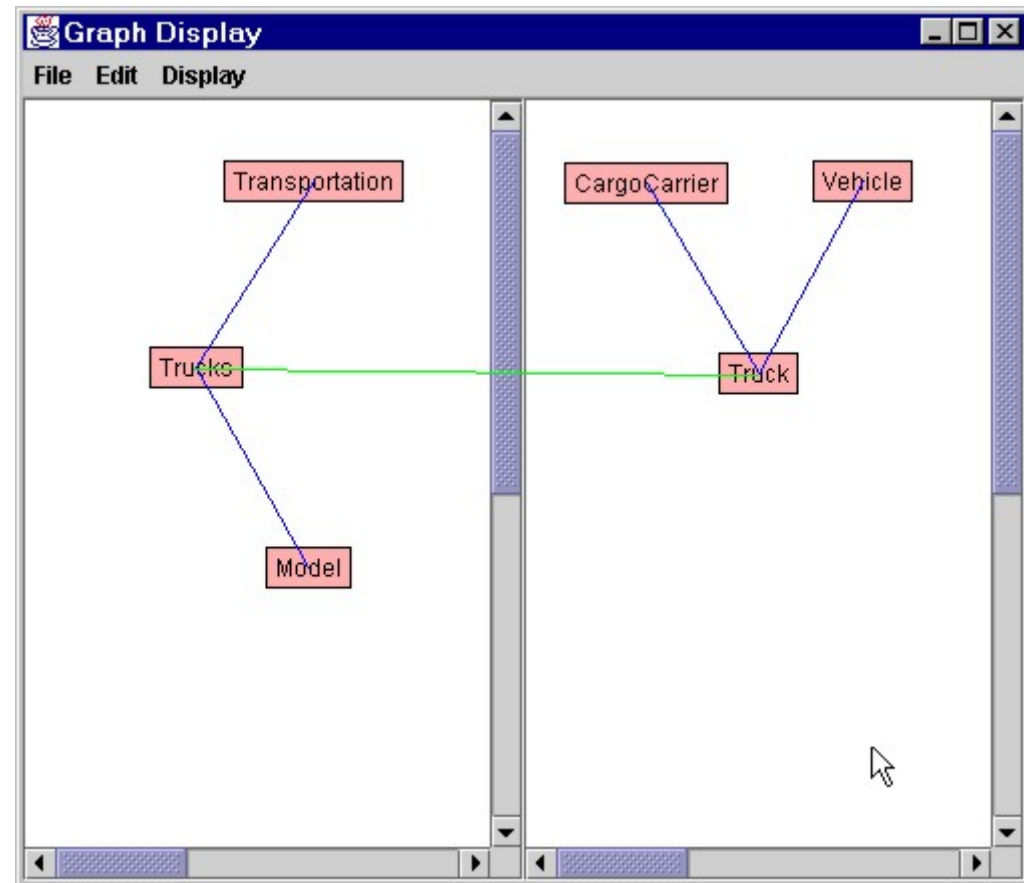 Graph Display
File Edit Display
Transportation
CargoCarrier
Vehicle
Trucks
Truck
Model